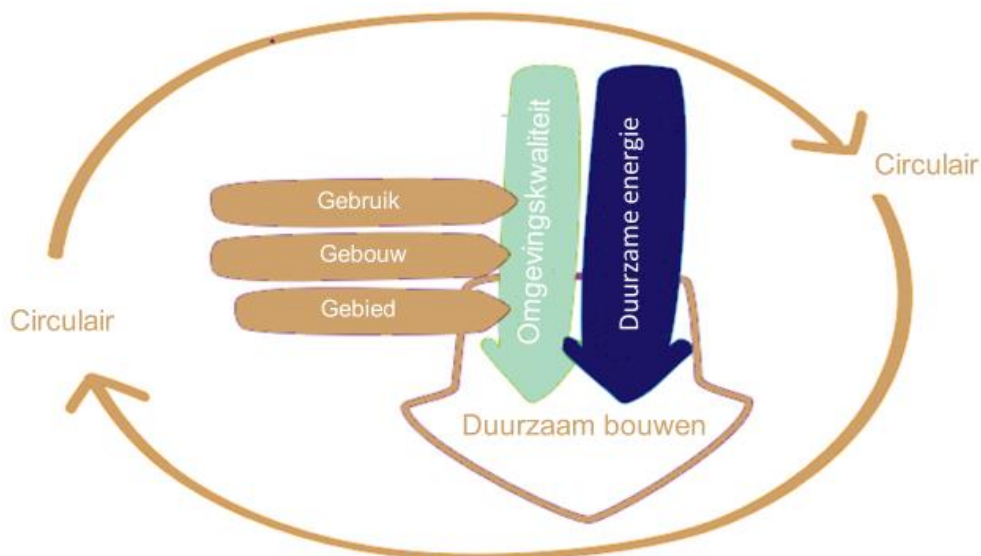 Omgevingskwaliteit
Duurzame energie
Circulair
Gebruik
Gebouw
Gebied
Circulair
Duurzaam bouwen